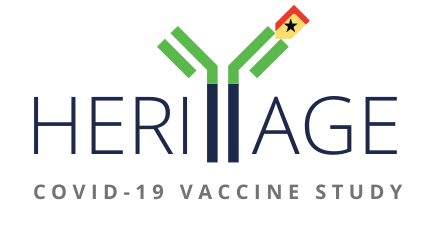 HERITAGE
COVID-19 VACCINE STUDY